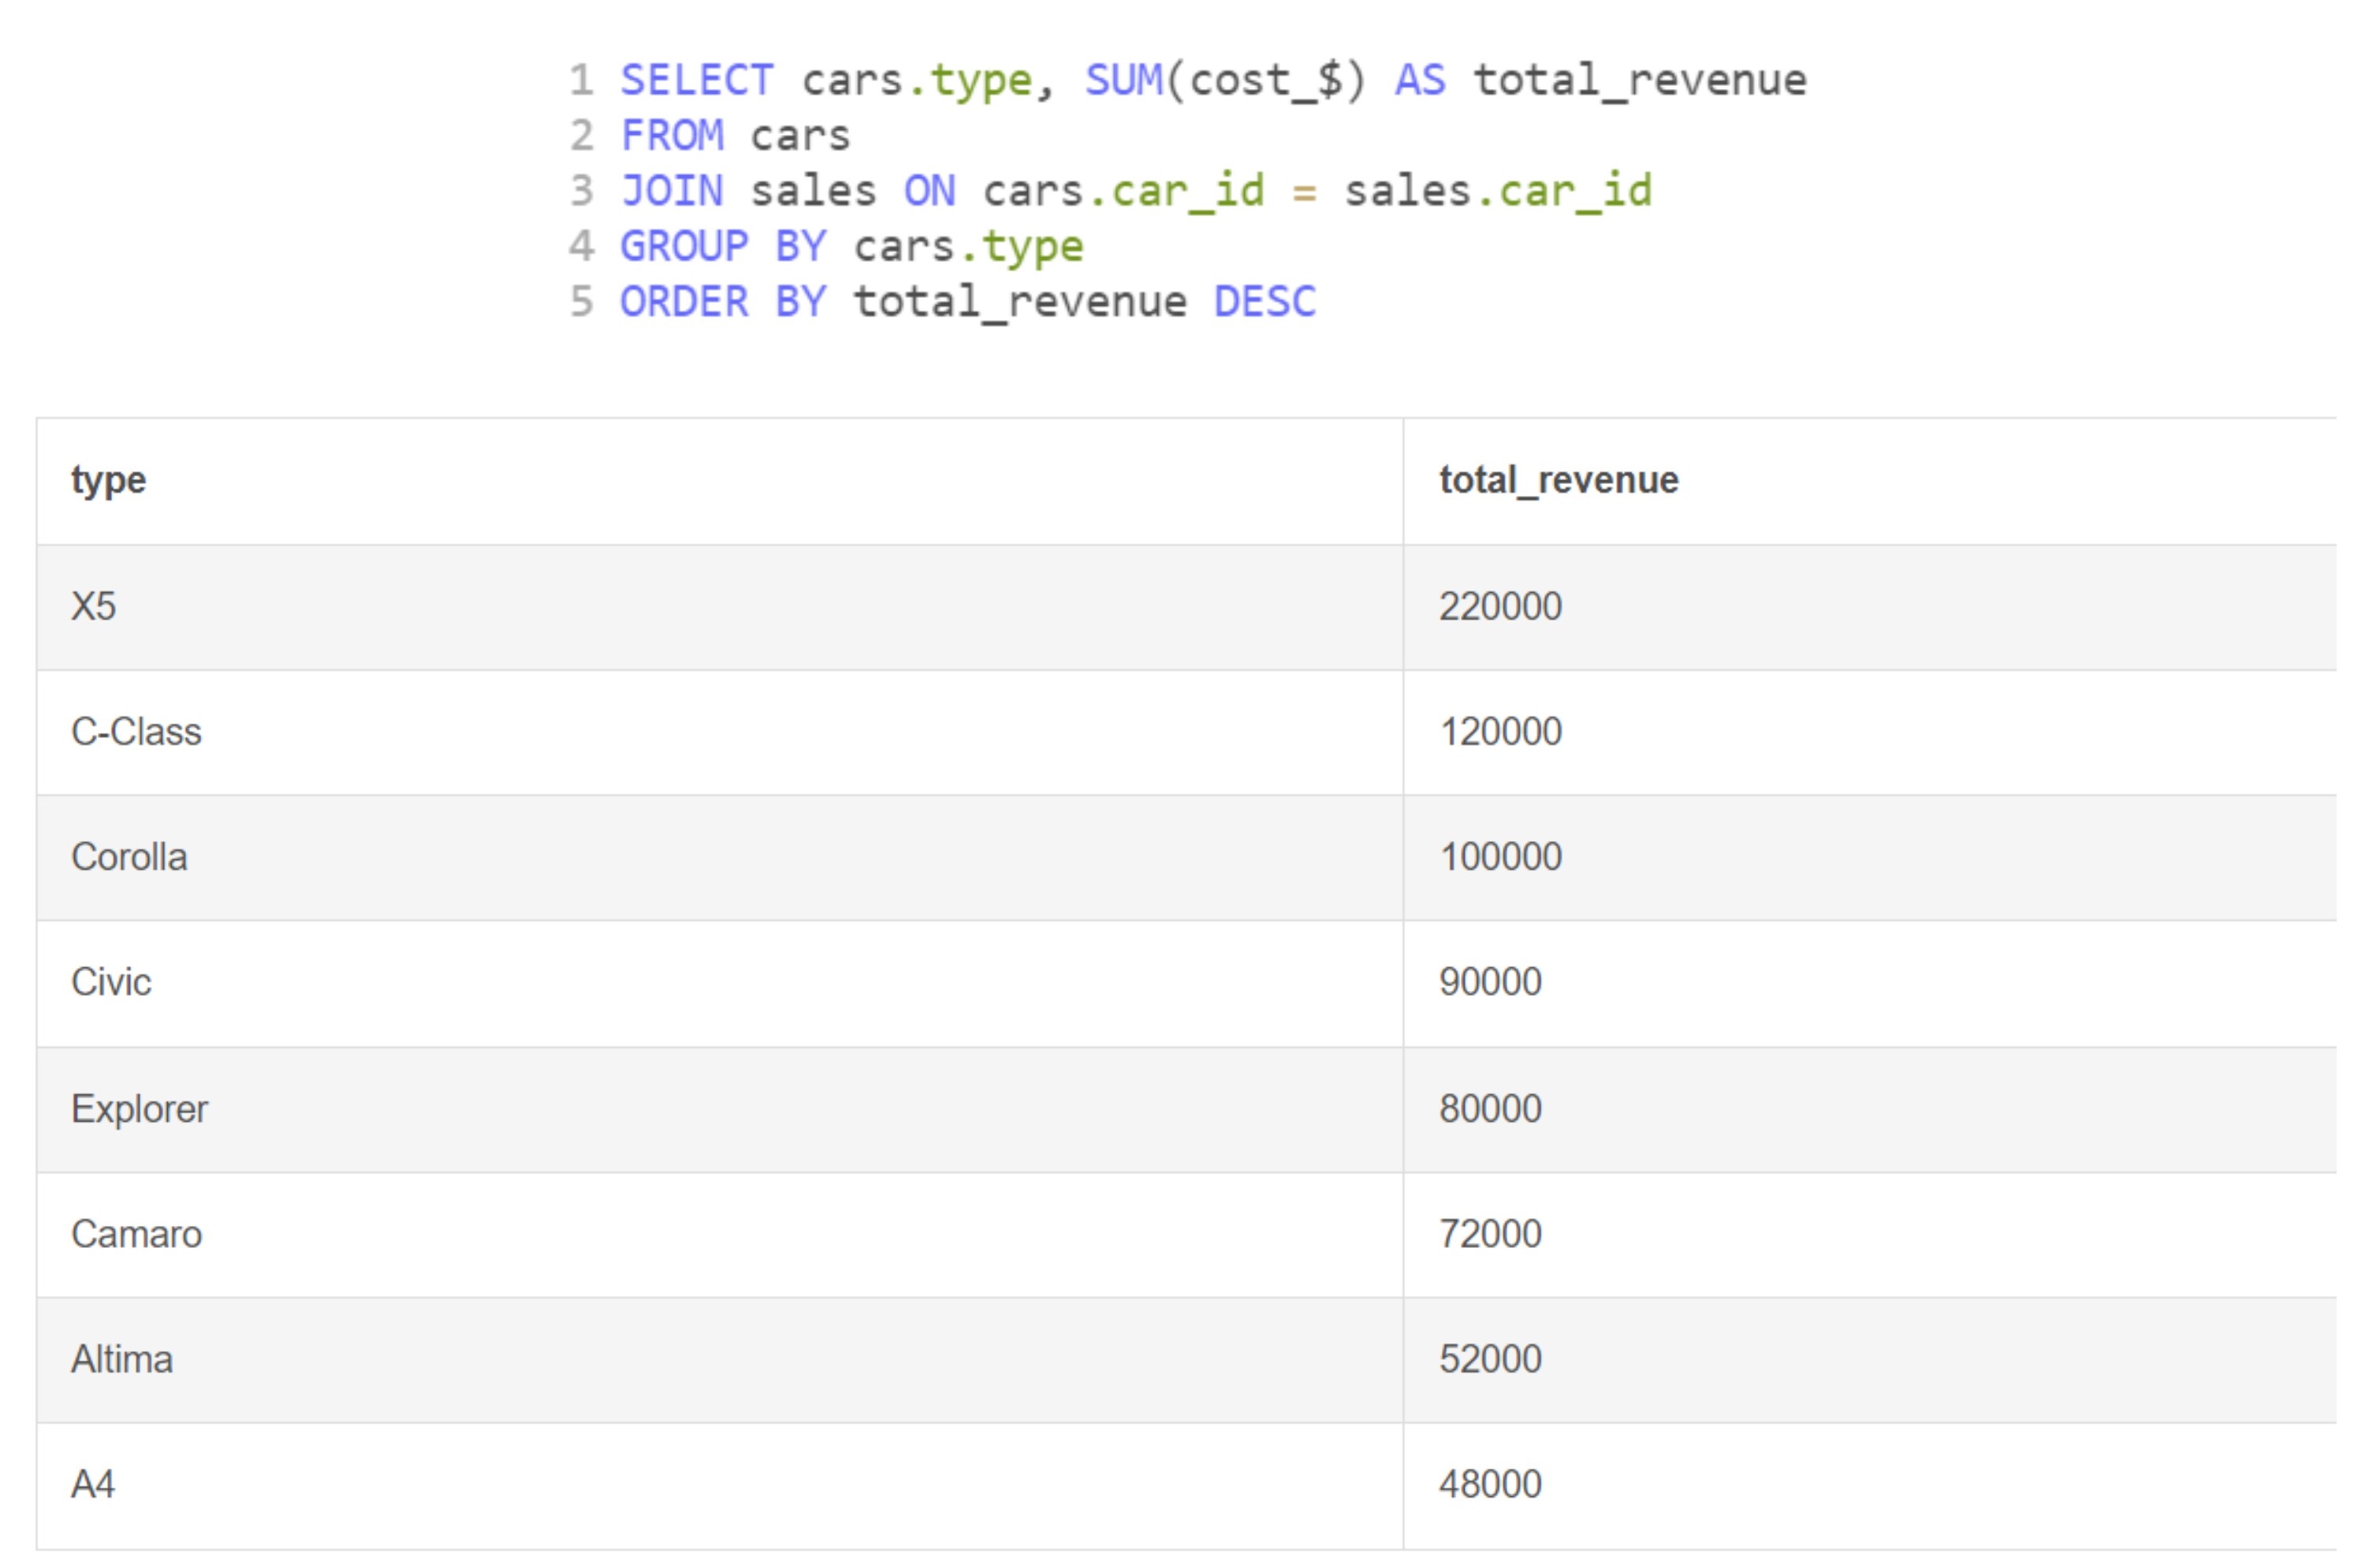 1 SELECT cars.type, SUM(cost_$) AS total_revenue
2 FROM cars
3 JOIN sales ON cars.car_id = sales.car_id
4 GROUP BY cars.type
5 ORDER BY total_revenue DESC
type total_revenue
X5 220000
C-Class 120000
Corolla 100000
Civic 90000
Explorer 80000
Camaro 72000
Altima 52000
A4 48000